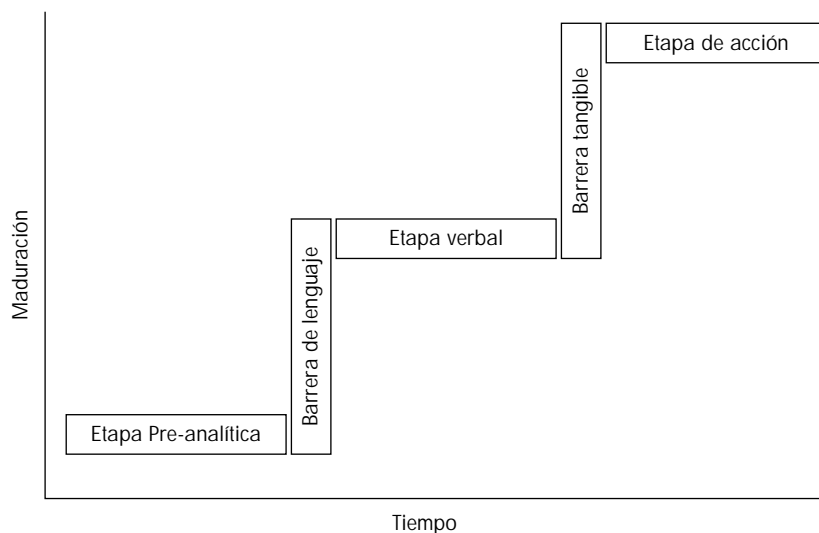 Etapa de acción
Barrera tangible
Etapa verbal
Barrera de lenguaje
Etapa Pre-analítica
Maduración
Tiempo